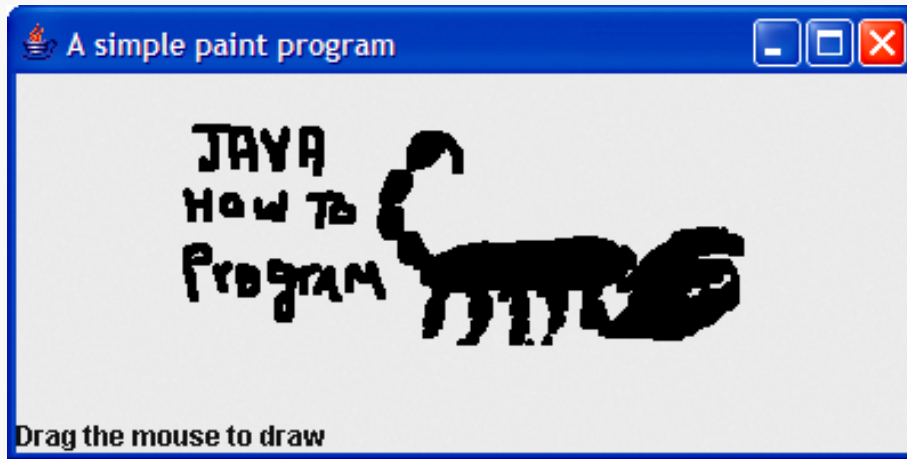 A simple paint program
JAVA
HOW TO
PrograM
Drag the mouse to draw